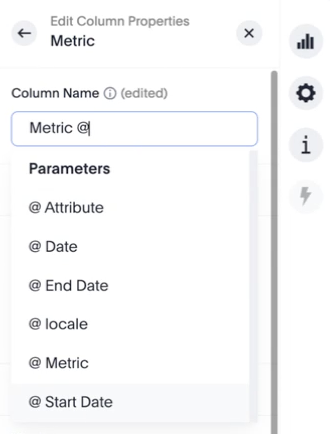 Edit Column Properties
Metric
Column Name (edited)
Metric @
Parameters
@ Attribute
@ Date
@ End Date
@ locale
@ Metric
@ Start Date